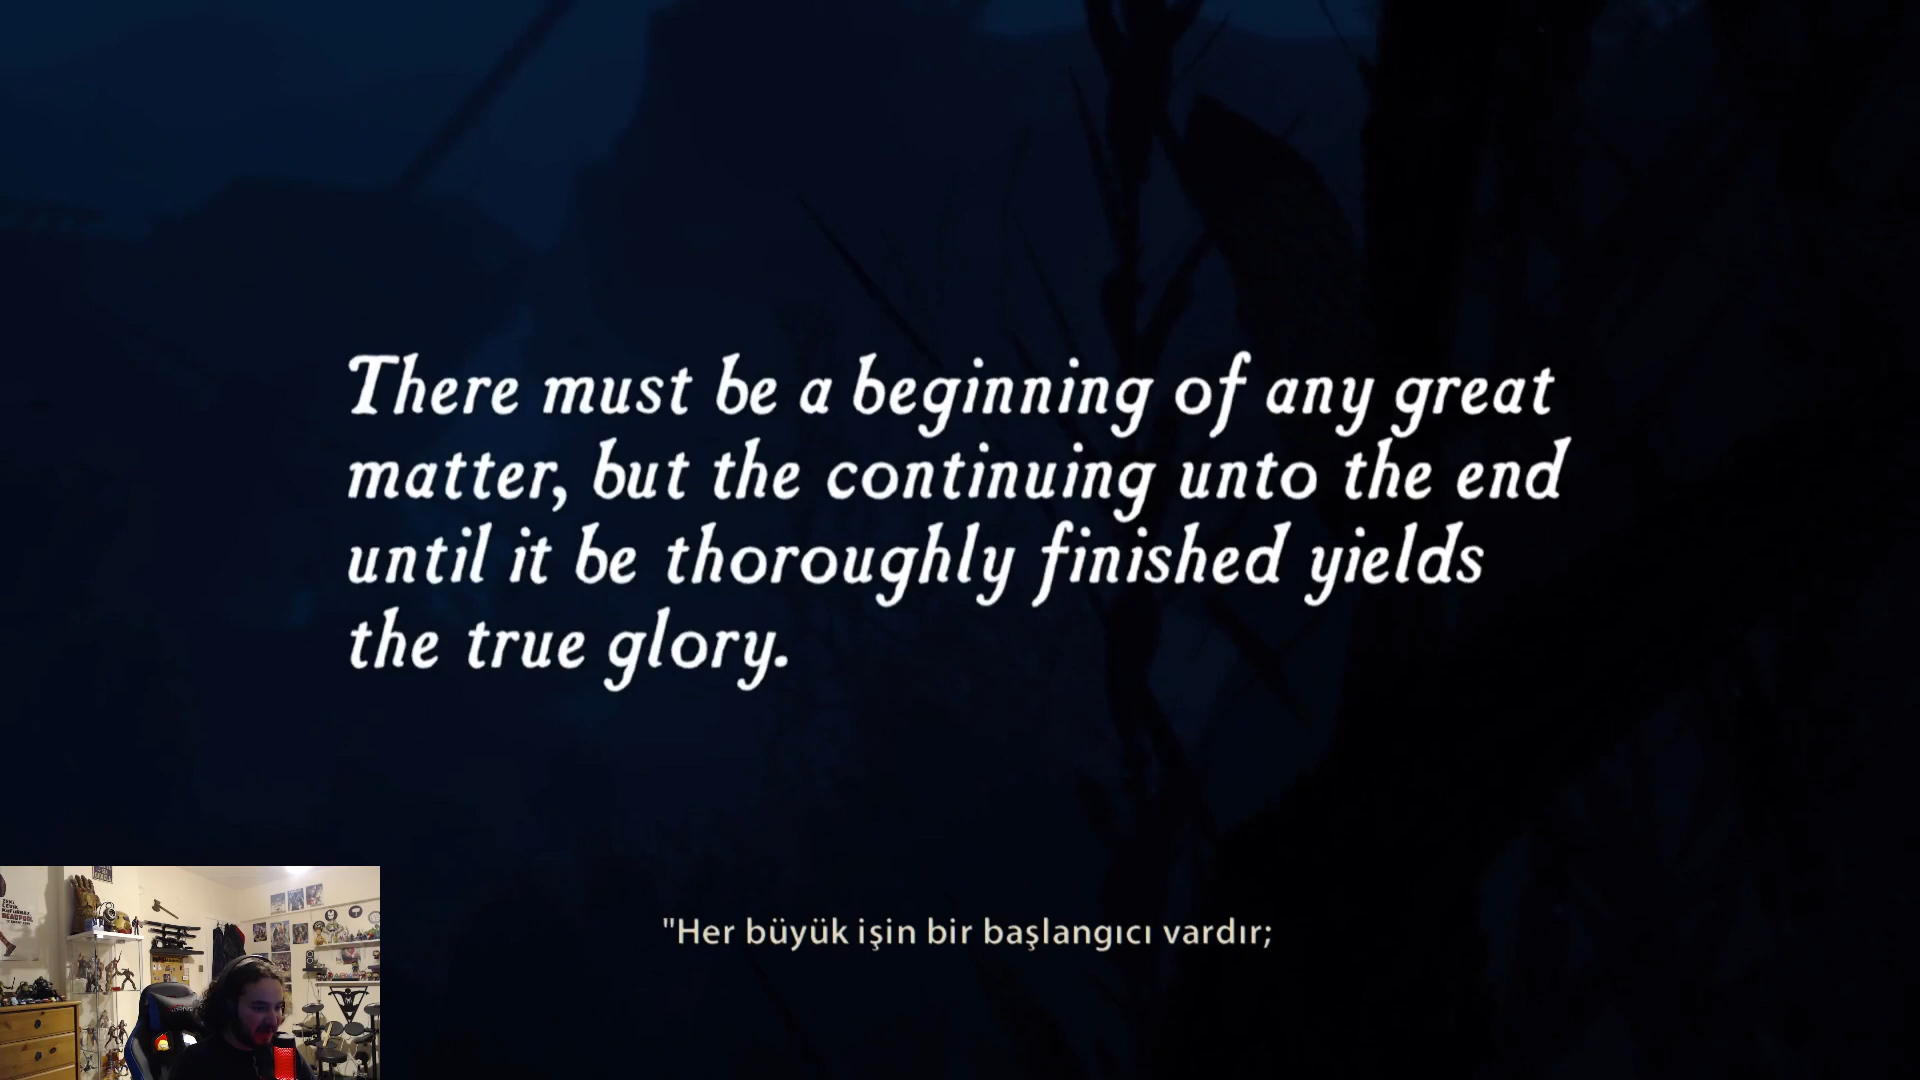 There must be a beginning of any great
matter, but the continuing unto the end
until it be thoroughly finished yields
the true glory.
"Her büyük işin bir başlangıcı vardır;
DEADPOOL